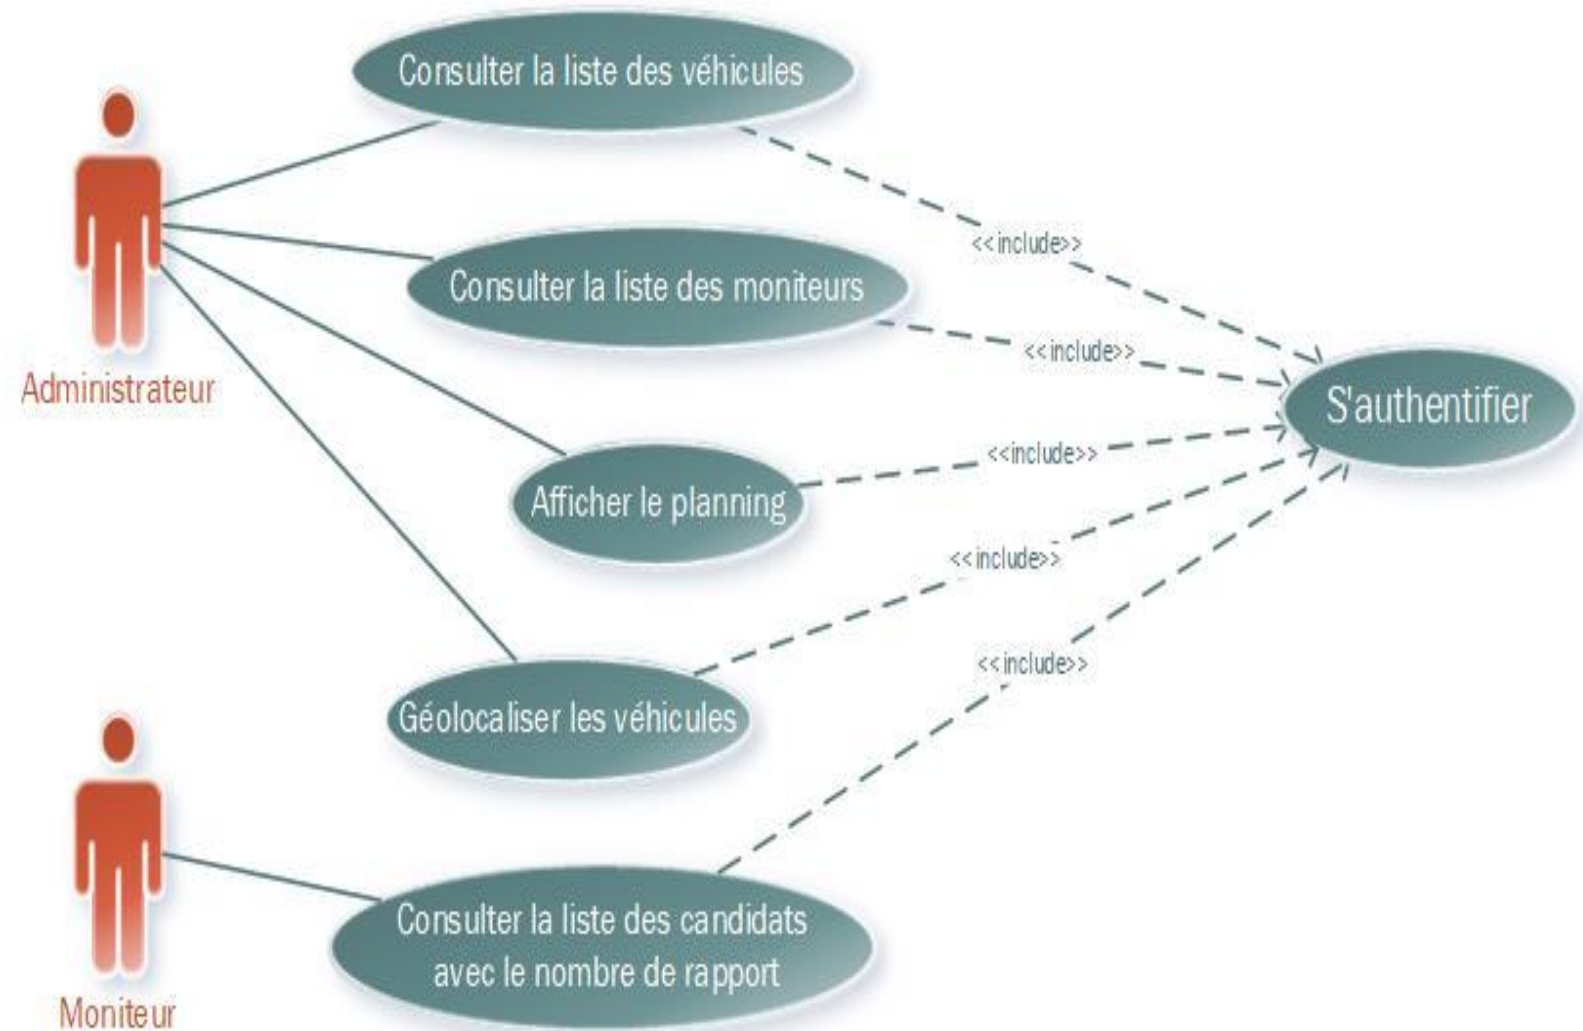 Consulter la liste des véhicules
<<include>>
Consulter la liste des moniteurs
<<include>>
Administrateur
S'authentifier
<<include>>
Afficher le planning
<<include>>
<<include>>
Géolocaliser les véhicules
Consulter la liste des candidats
avec le nombre de rapport
Moniteur